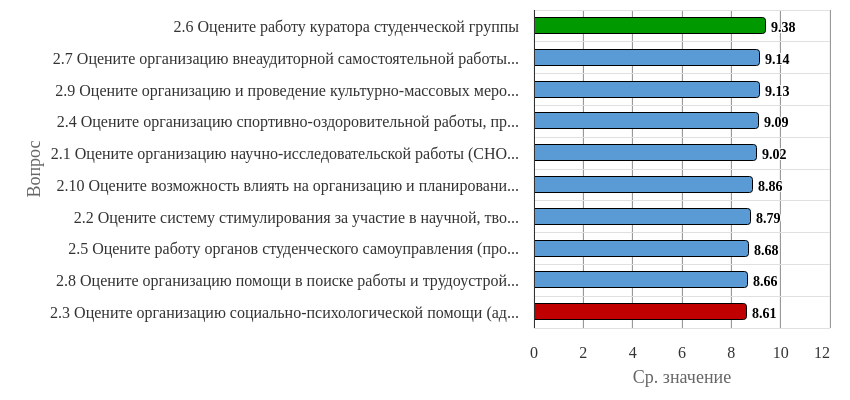 2.6 Оцените работу куратора студенческой группы 9.38
2.7 Оцените организацию внеаудиторной самостоятельной работы... 9.14
2.9 Оцените организацию и проведение культурно-массовых меро... 9.13
2.4 Оцените организацию спортивно-оздоровительной работы, пр... 9.09
2.1 Оцените организацию научно-исследовательской работы (СНО... 9.02
2.10 Оцените возможность влиять на организацию и планировани... 8.86
2.2 Оцените систему стимулирования за участие в научной, тво... 8.79
2.5 Оцените работу органов студенческого самоуправления (про... 8.68
2.8 Оцените организацию помощи в поиске работы и трудоустрой... 8.66
2.3 Оцените организацию социально-психологической помощи (ад... 8.61
Вопрос
0 2 4 6 8 10 12
Ср. значение